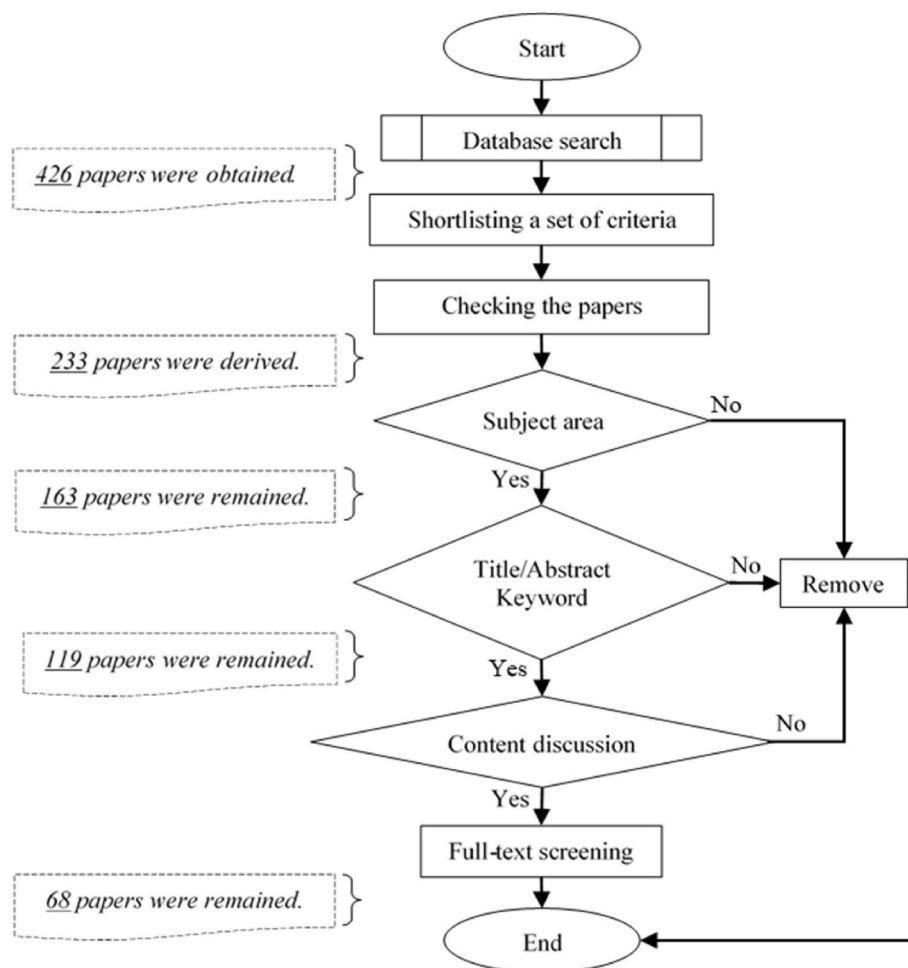 Start
Database search
426 papers were obtained.
Shortlisting a set of criteria
Checking the papers
233 papers were derived.
Subject area
No
Yes
163 papers were remained.
Title/Abstract
Keyword
No
Remove
119 papers were remained.
Yes
Content discussion
No
Yes
Full-text screening
68 papers were remained.
End